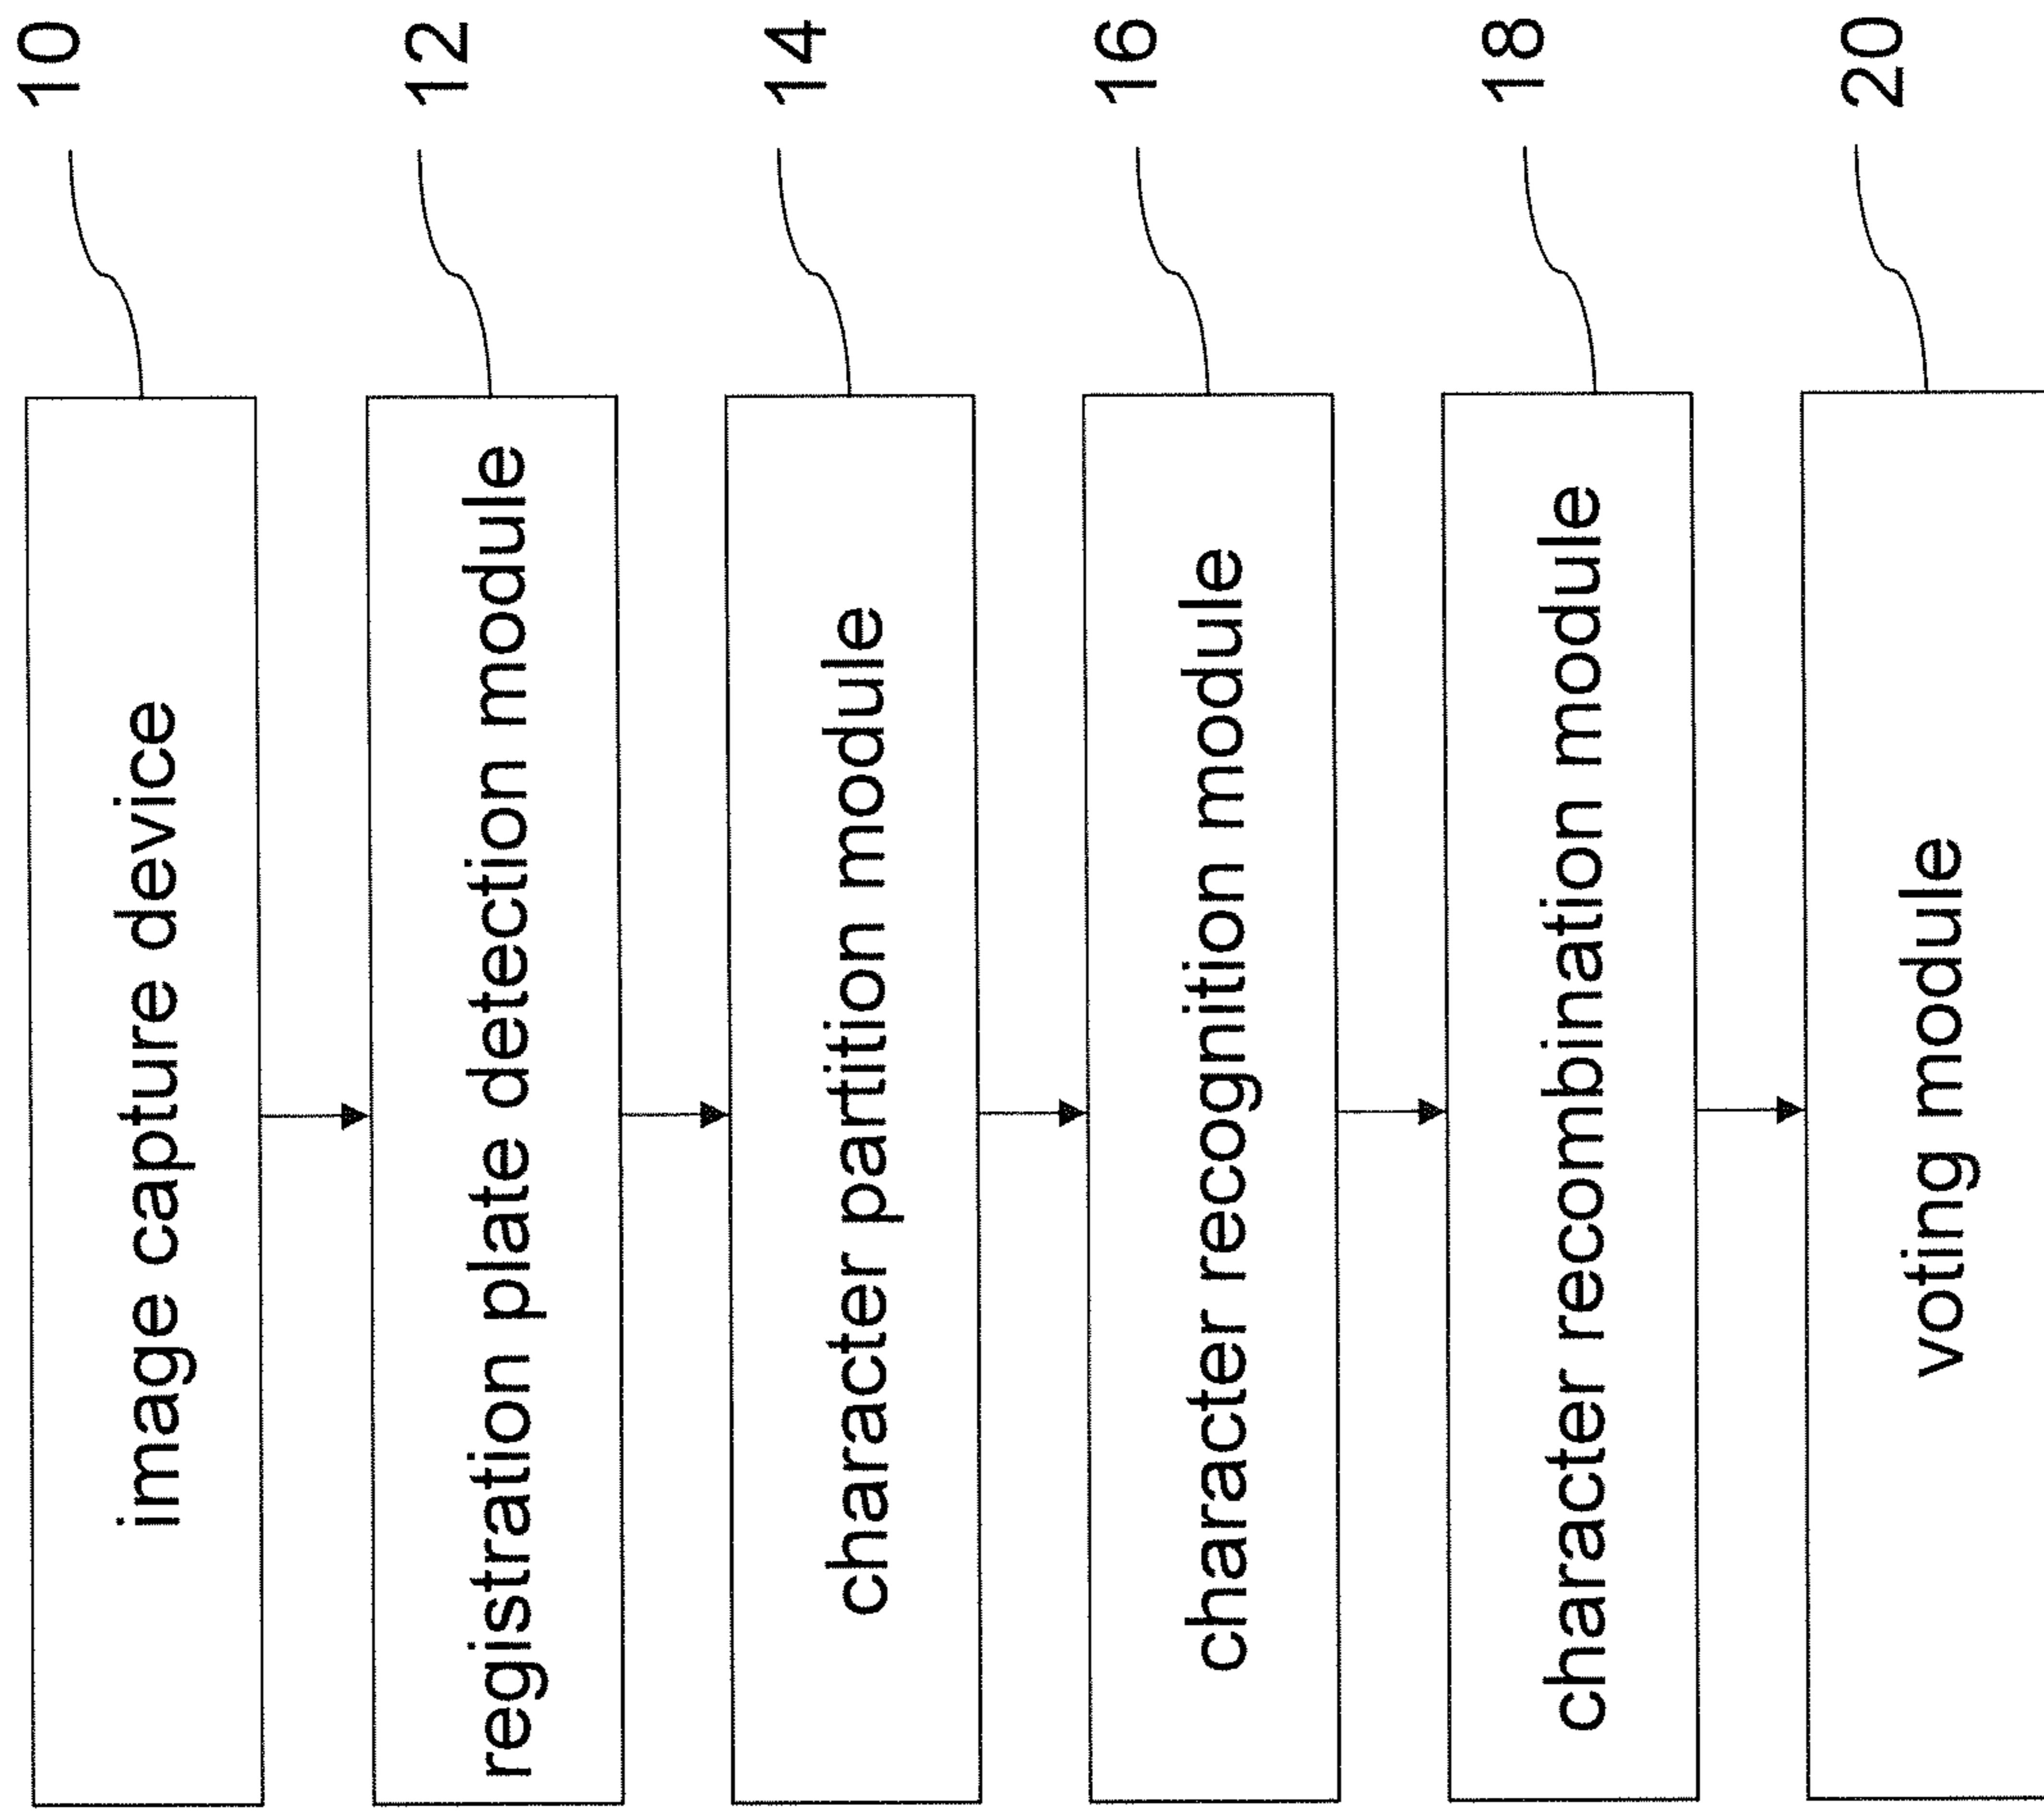 image capture device 10
registration plate detection module 12
character partition module 14
character recognition module 16
character recombination module 18
voting module 20